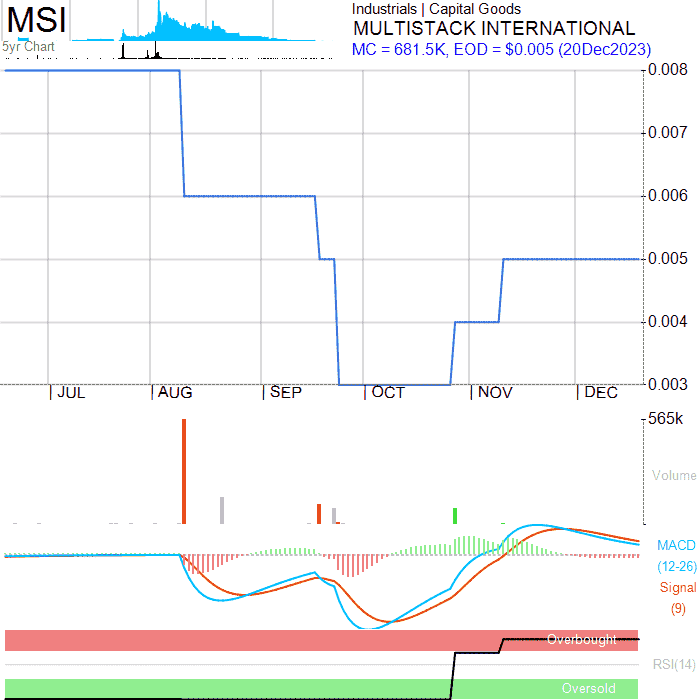 MSI
5yr Chart
Industrials | Capital Goods
MULTISTACK INTERNATIONAL
MC = 681.5K, EOD = $0.005 (20Dec2023)
0.008
0.007
0.006
0.005
0.004
0.003
JUL AUG SEP OCT NOV DEC
565k
Volume
MACD
(12-26)
Signal
(9)
Overbought
RSI(14)
Oversold